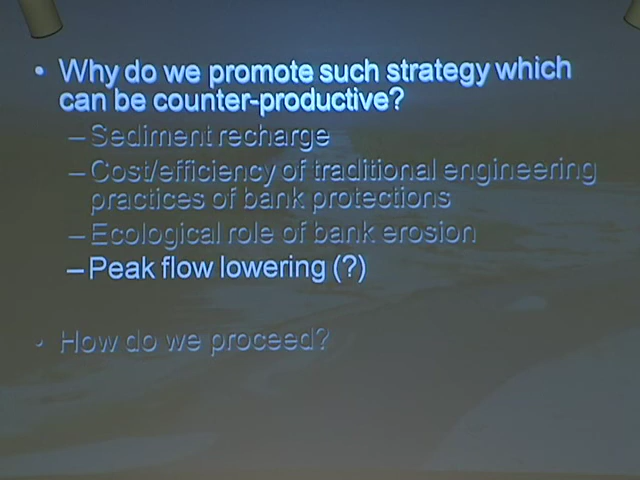 • Why do we promote such strategy which
can be counter-productive?
– Sediment recharge
– Cost/efficiency of traditional engineering
practices of bank protections
– Ecological role of bank erosion
– Peak flow lowering (?)
• How do we proceed?